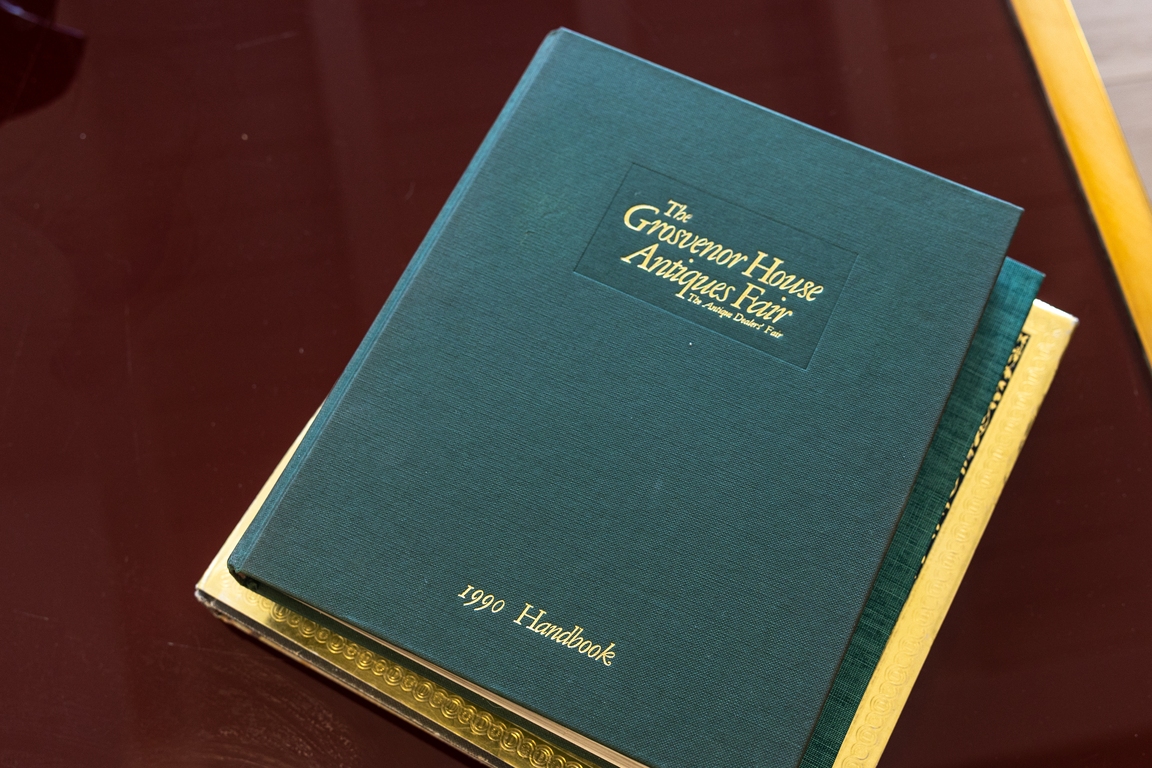 The
Grosvenor House
Antiques Fair
The Antique Dealers' Fair
1990 Handbook